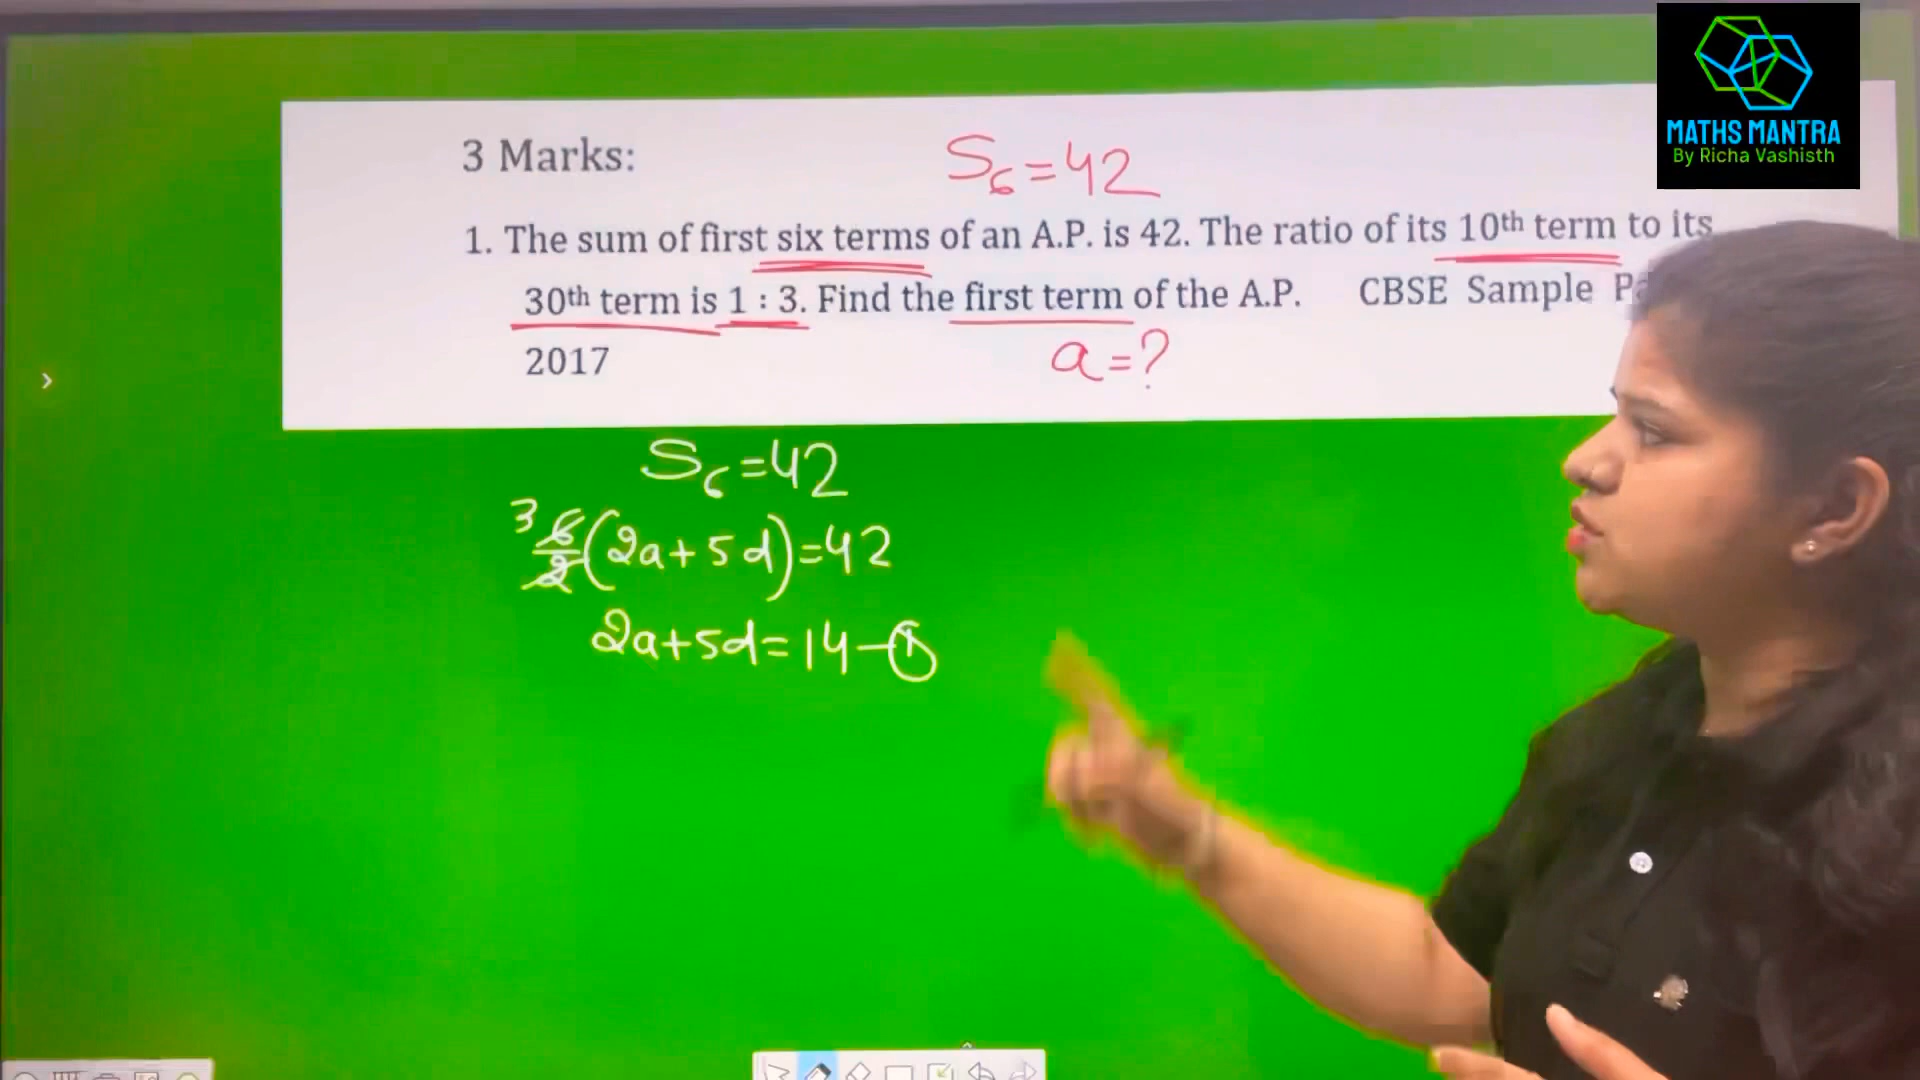 MATHS MANTRA
By Richa Vashisth
3 Marks:
S₆=42
1. The sum of first six terms of an A.P. is 42. The ratio of its 10th term to its
30th term is 1 : 3. Find the first term of the A.P. CBSE Sample
2017
a=?
S₆=42
3 6/2(2a+5d)=42
2a+5d=14-①